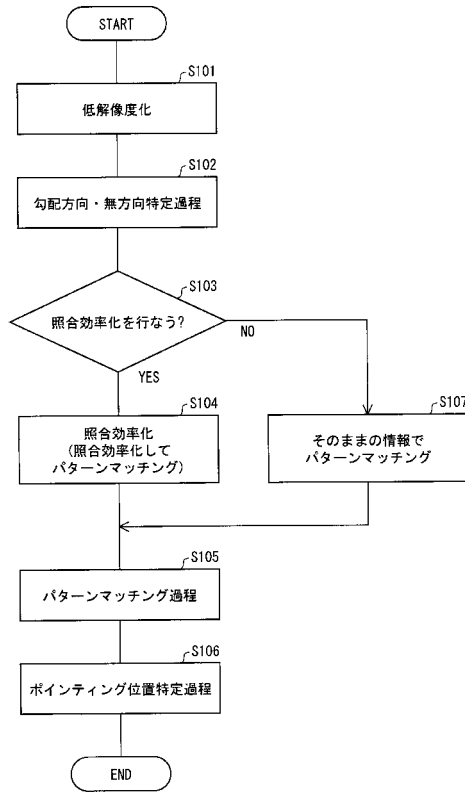 START
S101
低解像度化
S102
勾配方向・無方向特定過程
S103
照合効率化を行なう?
NO
YES
S104
照合効率化
(照合効率化して
パターンマッチング)
S107
そのままの情報で
パターンマッチング
S105
パターンマッチング過程
S106
ポインティング位置特定過程
END